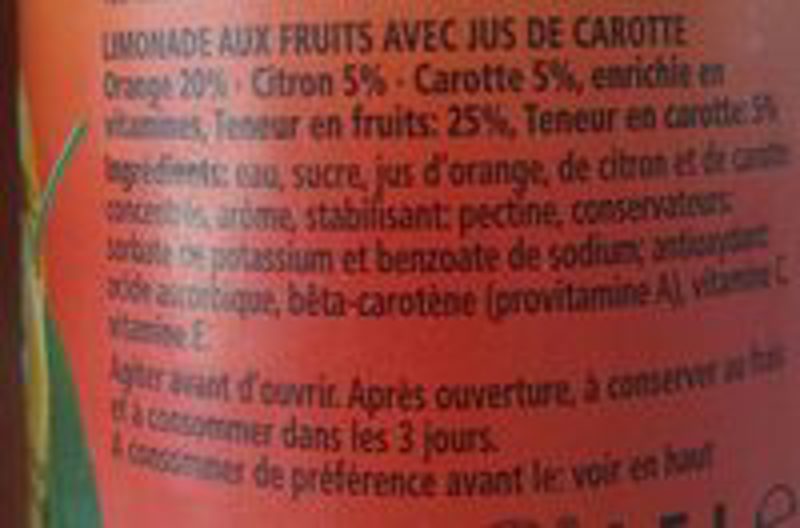 LIMONADE AUX FRUITS AVEC JUS DE CAROTTE
Orange 20% · Citron 5% · Carotte 5%, enrichie en
vitamines, Teneur en fruits: 25%, Teneur en carotte: 5%
Ingrédients: eau, sucre, jus d'orange, de citron et de carotte
concentrés, arôme, stabilisant: pectine, conservateurs:
sorbate de potassium et benzoate de sodium; antioxydant:
acide ascorbique, bêta-carotène (provitamine A), vitamine C,
vitamine E.
Agiter avant d'ouvrir. Après ouverture, à conserver au frais
et à consommer dans les 3 jours.
A consommer de préférence avant le: voir en haut